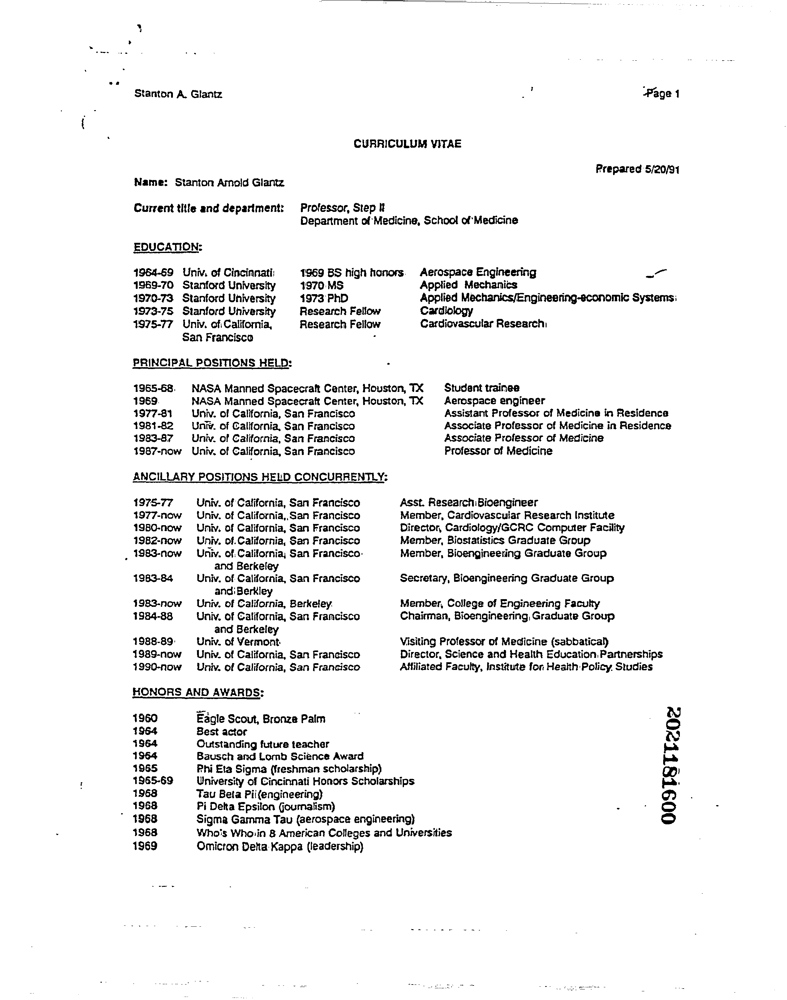 Stanton A. Glantz Page 1
CURRICULUM VITAE
Prepared 5/20/91
Name: Stanton Arnold Glantz
Current title and department: Professor, Step II
Department of Medicine, School of Medicine
EDUCATION:
1964-69 Univ. of Cincinnati 1969 BS high honors Aerospace Engineering
1969-70 Stanford University 1970 MS Applied Mechanics
1970-73 Stanford University 1973 PhD Applied Mechanics/Engineering-economic Systems
1973-75 Stanford University Research Fellow Cardiology
1975-77 Univ. of California, Research Fellow Cardiovascular Research
San Francisco
PRINCIPAL POSITIONS HELD:
1965-68 NASA Manned Spacecraft Center, Houston, TX Student trainee
1969 NASA Manned Spacecraft Center, Houston, TX Aerospace engineer
1977-81 Univ. of California, San Francisco Assistant Professor of Medicine in Residence
1981-82 Univ. of California, San Francisco Associate Professor of Medicine in Residence
1983-87 Univ. of California, San Francisco Associate Professor of Medicine
1987-now Univ. of California, San Francisco Professor of Medicine
ANCILLARY POSITIONS HELD CONCURRENTLY:
1975-77 Univ. of California, San Francisco Asst. Research Bioengineer
1977-now Univ. of California, San Francisco Member, Cardiovascular Research Institute
1980-now Univ. of California, San Francisco Director, Cardiology/GCRC Computer Facility
1982-now Univ. of California, San Francisco Member, Biostatistics Graduate Group
1983-now Univ. of California, San Francisco Member, Bioengineering Graduate Group
and Berkeley
1983-84 Univ. of California, San Francisco Secretary, Bioengineering Graduate Group
and Berkley
1983-now Univ. of California, Berkeley Member, College of Engineering Faculty
1984-88 Univ. of California, San Francisco Chairman, Bioengineering Graduate Group
and Berkeley
1988-89 Univ. of Vermont Visiting Professor of Medicine (sabbatical)
1989-now Univ. of California, San Francisco Director, Science and Health Education Partnerships
1990-now Univ. of California, San Francisco Affiliated Faculty, Institute for Health Policy Studies
HONORS AND AWARDS:
1960 Eagle Scout, Bronze Palm
1964 Best actor
1964 Outstanding future teacher
1964 Bausch and Lomb Science Award
1965 Phi Eta Sigma (freshman scholarship)
1965-69 University of Cincinnati Honors Scholarships
1968 Tau Beta Pi (engineering)
1968 Pi Delta Epsilon (journalism)
1968 Sigma Gamma Tau (aerospace engineering)
1968 Who's Who in 8 American Colleges and Universities
1969 Omicron Delta Kappa (leadership)
2021181600